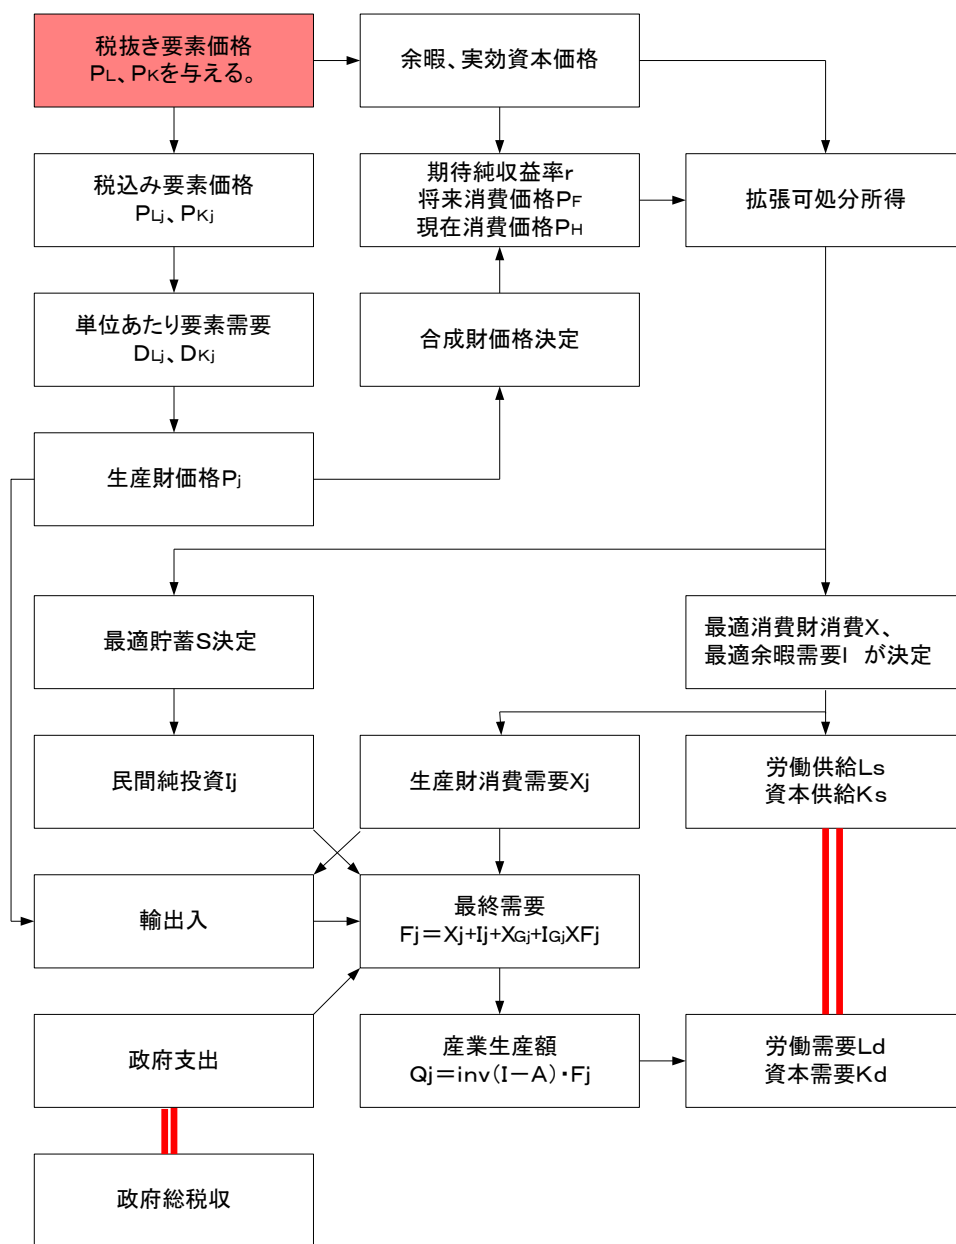 税抜き要素価格
PL、PKを与える。
余暇、実効資本価格
税込み要素価格
PLj、PKj
期待純収益率r
将来消費価格PF
現在消費価格PH
拡張可処分所得
単位あたり要素需要
DLj、DKj
合成財価格決定
生産財価格Pj
最適貯蓄S決定
最適消費財消費X、
最適余暇需要l が決定
民間純投資Ij
生産財消費需要Xj
労働供給Ls
資本供給Ks
輸出入
最終需要
Fj=Xj+Ij+XGj+IGjXFj
政府支出
産業生産額
Qj=inv(I-A)・Fj
労働需要Ld
資本需要Kd
政府総税収